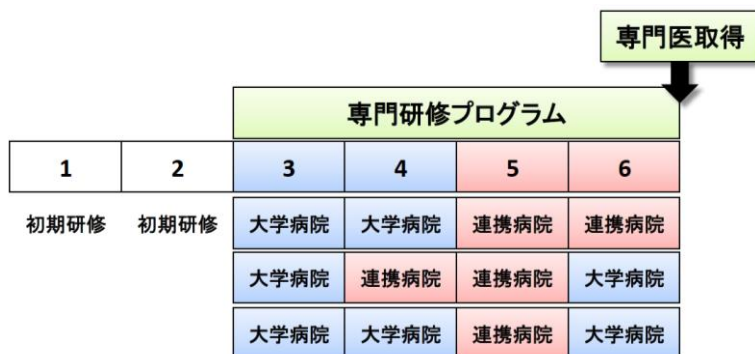 専門医取得
専門研修プログラム
1 2 3 4 5 6
初期研修 初期研修 大学病院 大学病院 連携病院 連携病院
大学病院 連携病院 連携病院 大学病院
大学病院 大学病院 連携病院 大学病院